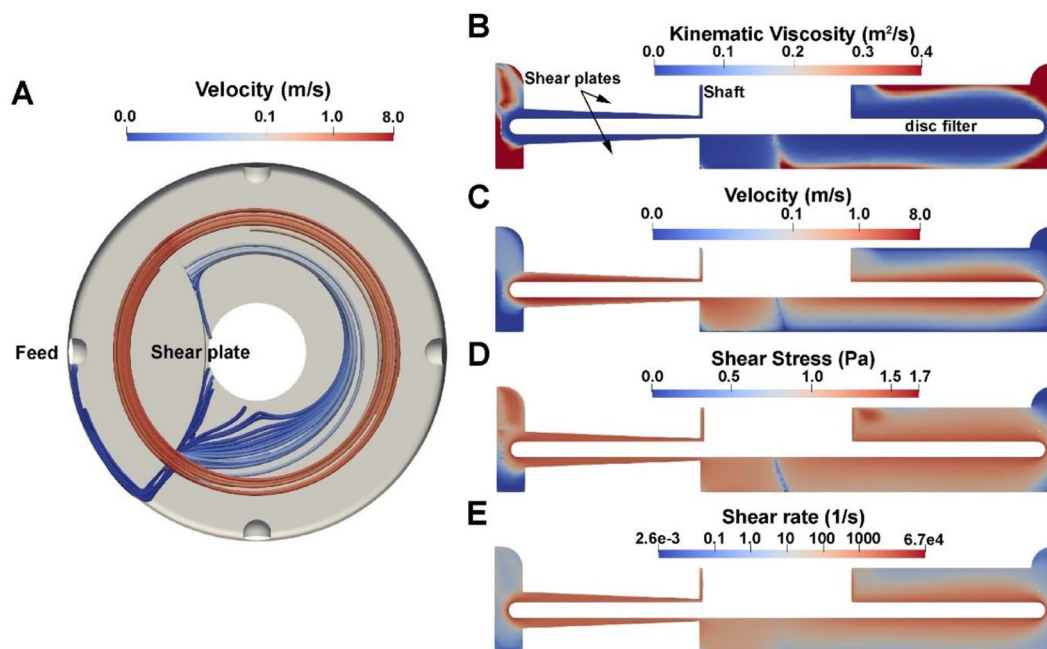 A
Velocity (m/s)
0.0 0.1 1.0 8.0
Feed
Shear plate
B
Kinematic Viscosity (m²/s)
0.0 0.1 0.2 0.3 0.4
Shear plates
Shaft
disc filter
C
Velocity (m/s)
0.0 0.1 1.0 8.0
D
Shear Stress (Pa)
0.0 0.5 1.0 1.5 1.7
E
Shear rate (1/s)
2.6e-3 0.1 1.0 10 100 1000 6.7e4